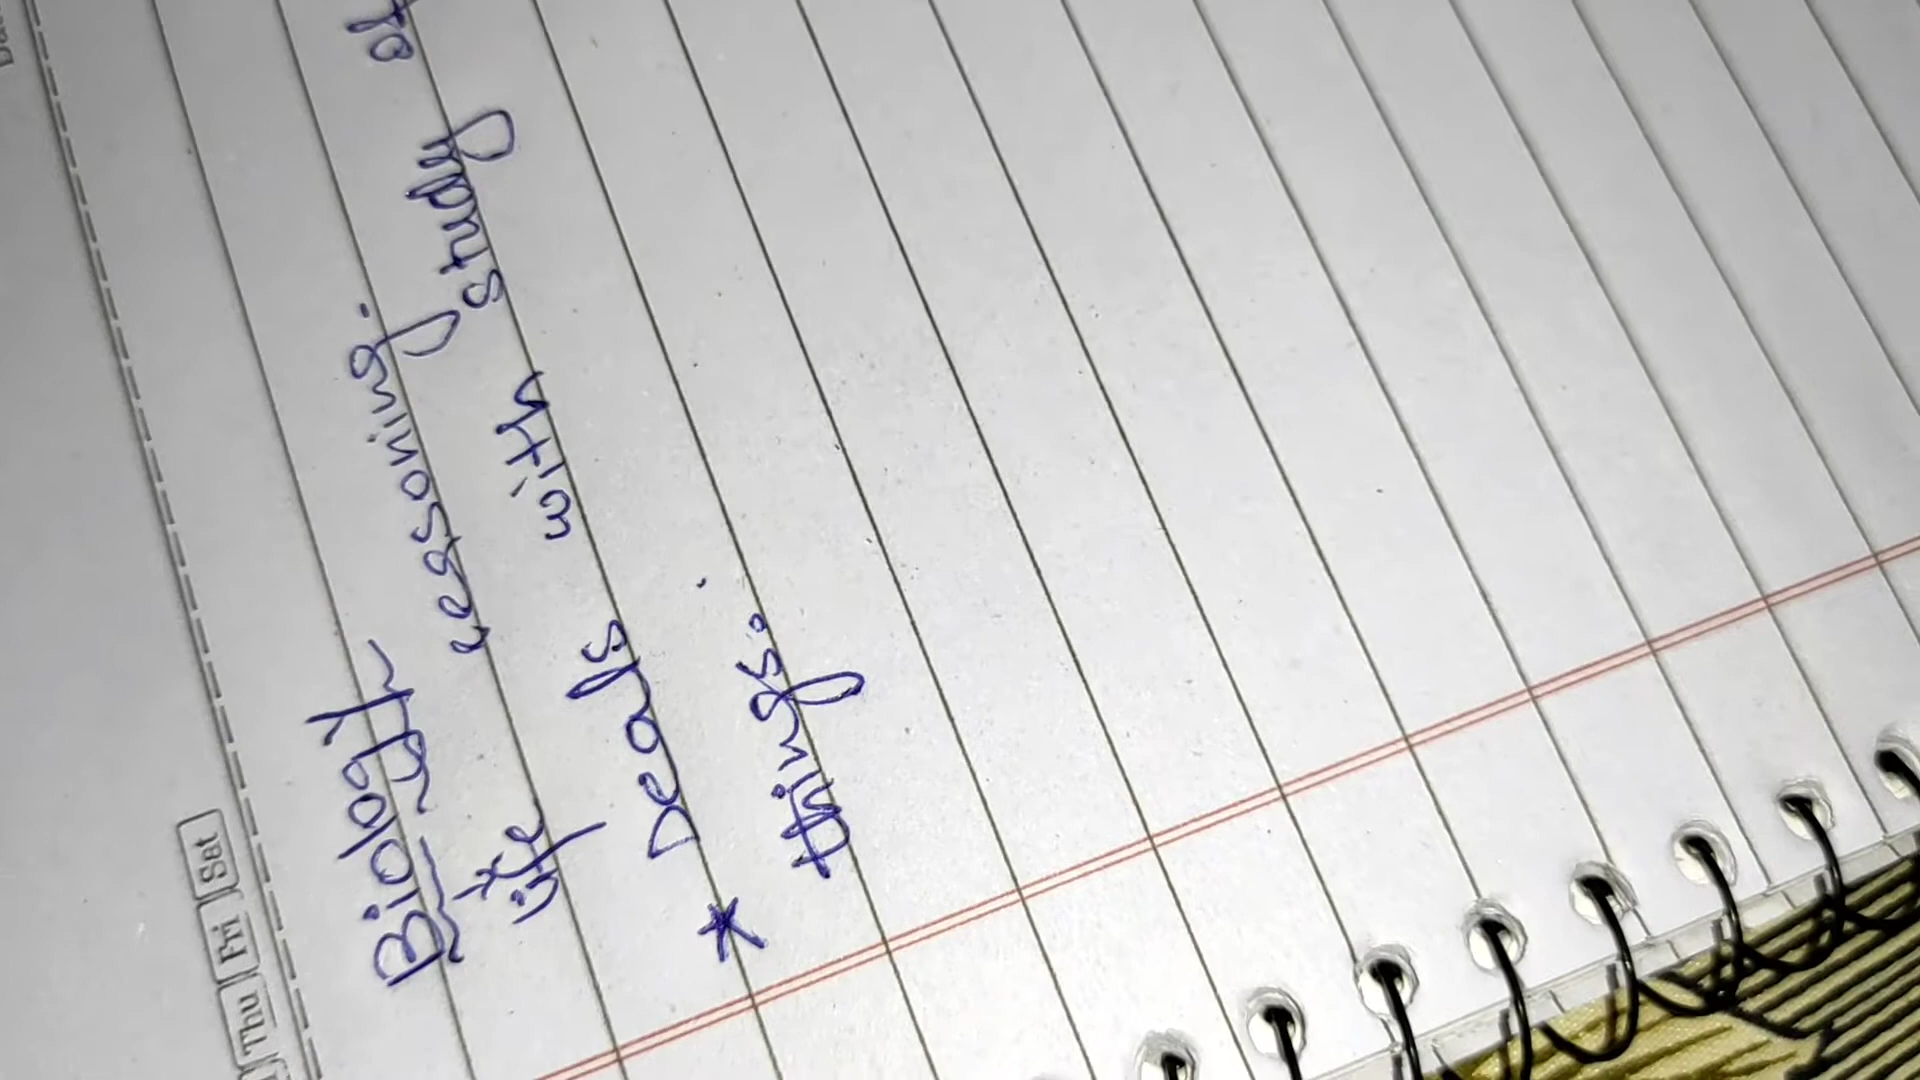 Thu Fri Sat
Biology
life reasoning.
* Deals with study of
things.